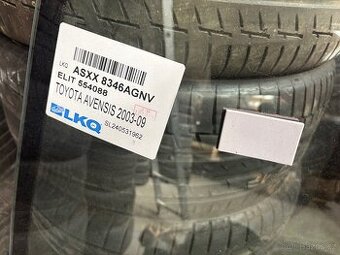 LKQ
ASXX 8346AGNV
ELIT 554088
TOYOTA AVENSIS 2003-09
LKQ
SL240531962